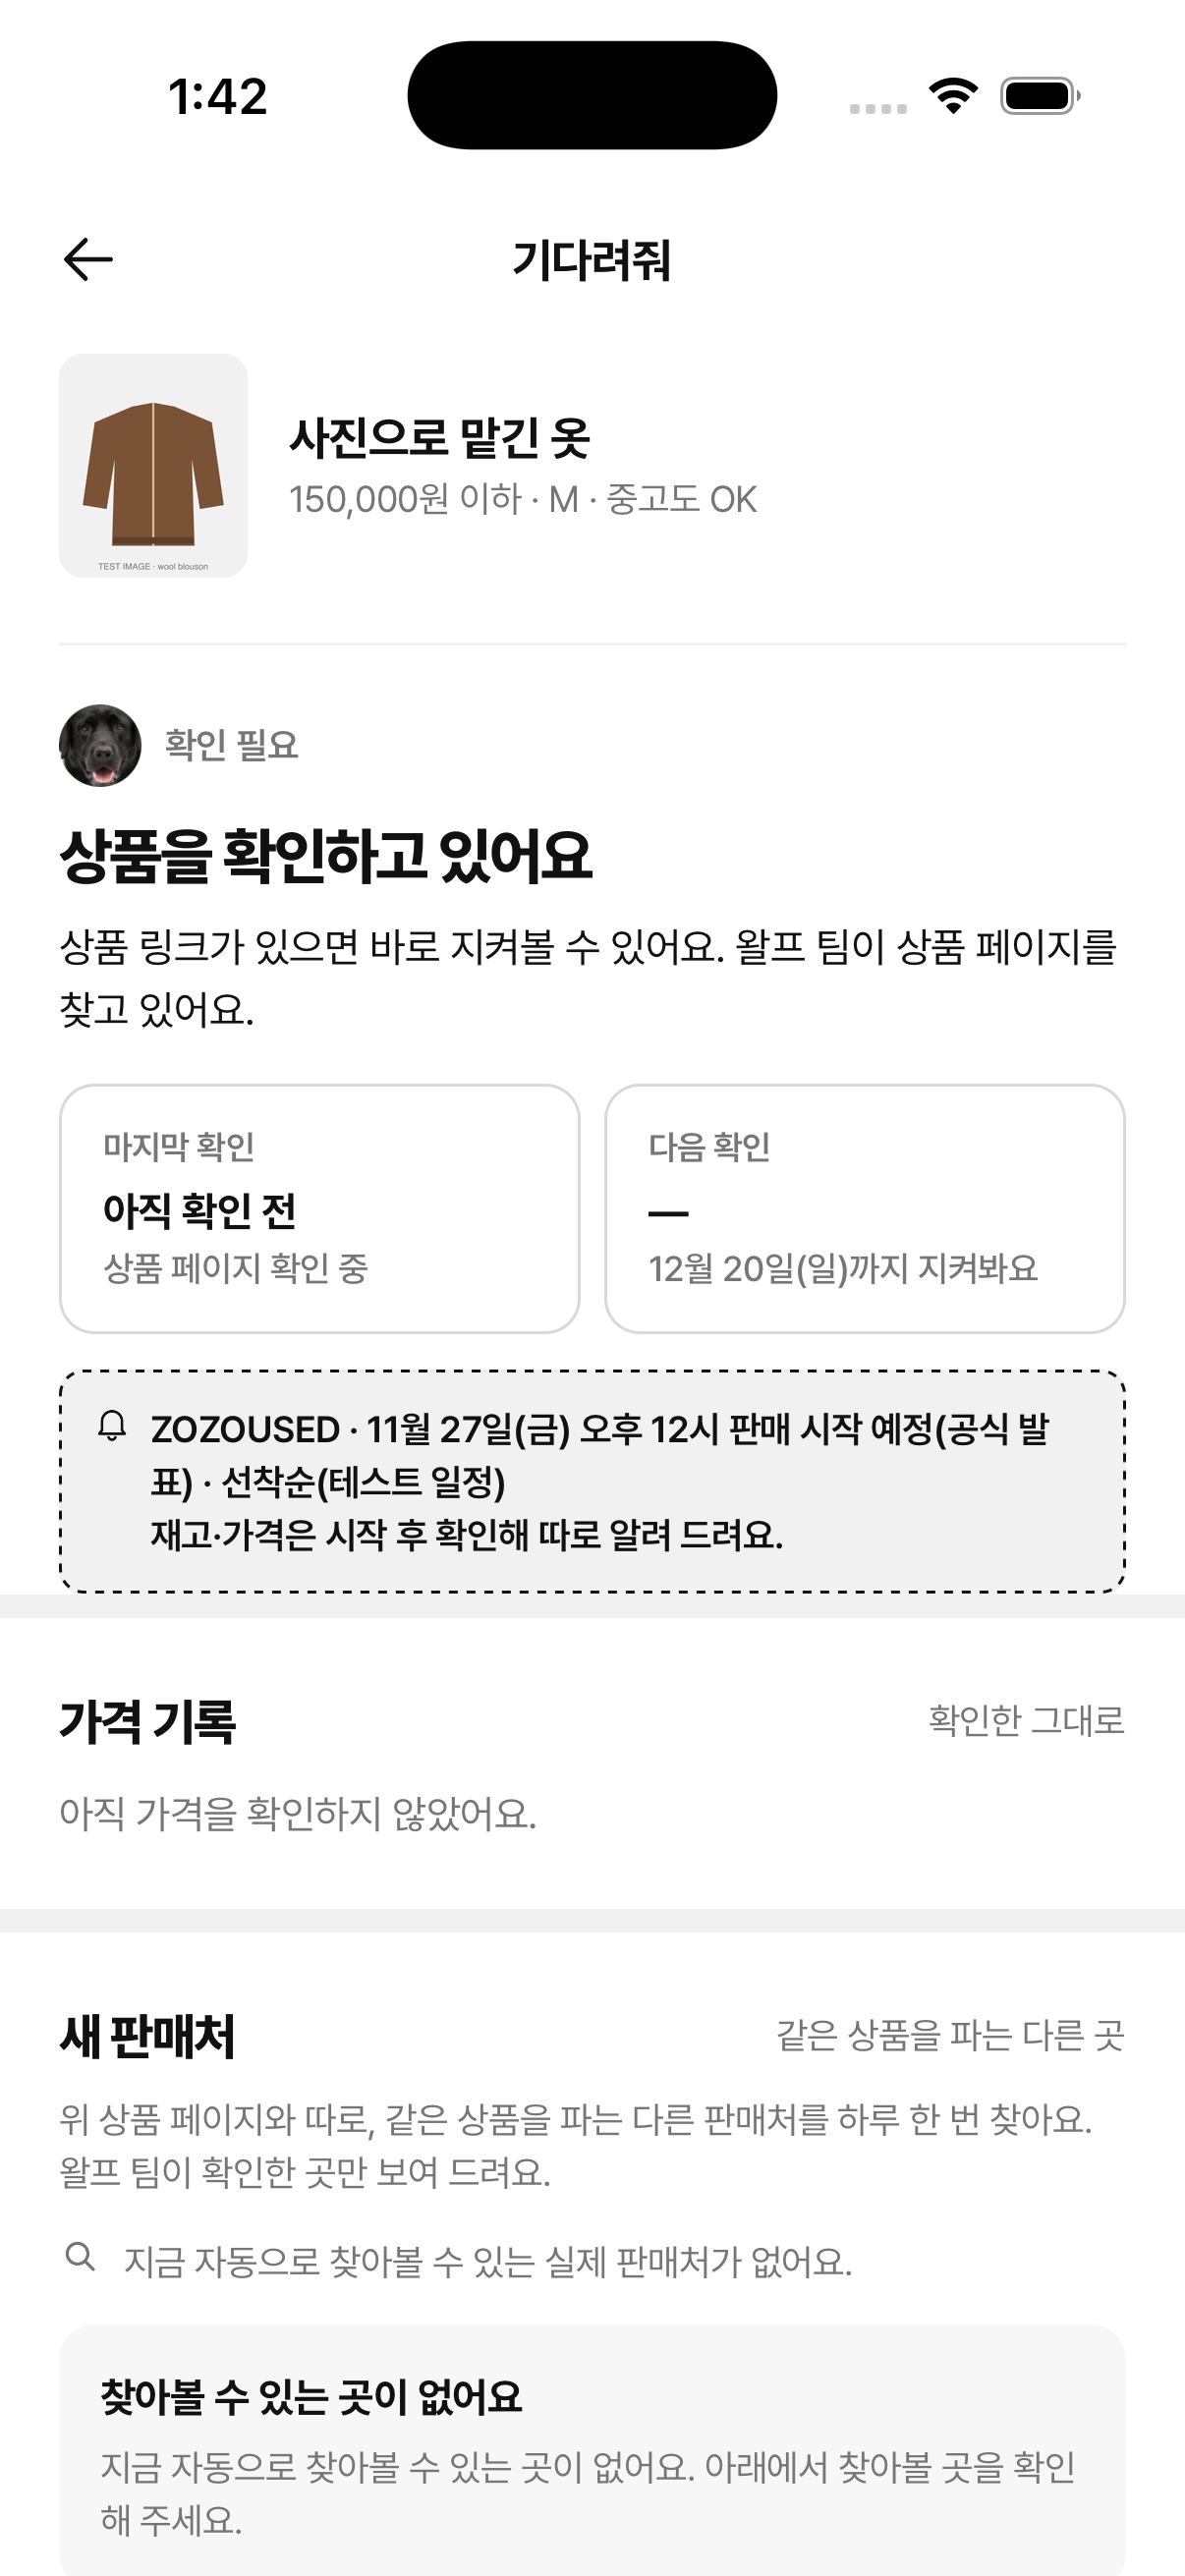 1:42
기다려줘
TEST IMAGE · wool blouson
사진으로 맡긴 옷
150,000원 이하 · M · 중고도 OK
확인 필요
상품을 확인하고 있어요
상품 링크가 있으면 바로 지켜볼 수 있어요. 왈프 팀이 상품 페이지를
찾고 있어요.
마지막 확인
아직 확인 전
상품 페이지 확인 중
다음 확인
—
12월 20일(일)까지 지켜봐요
ZOZOUSED · 11월 27일(금) 오후 12시 판매 시작 예정(공식 발
표) · 선착순(테스트 일정)
재고·가격은 시작 후 확인해 따로 알려 드려요.
가격 기록
확인한 그대로
아직 가격을 확인하지 않았어요.
새 판매처
같은 상품을 파는 다른 곳
위 상품 페이지와 따로, 같은 상품을 파는 다른 판매처를 하루 한 번 찾아요.
왈프 팀이 확인한 곳만 보여 드려요.
지금 자동으로 찾아볼 수 있는 실제 판매처가 없어요.
찾아볼 수 있는 곳이 없어요
지금 자동으로 찾아볼 수 있는 곳이 없어요. 아래에서 찾아볼 곳을 확인
해 주세요.